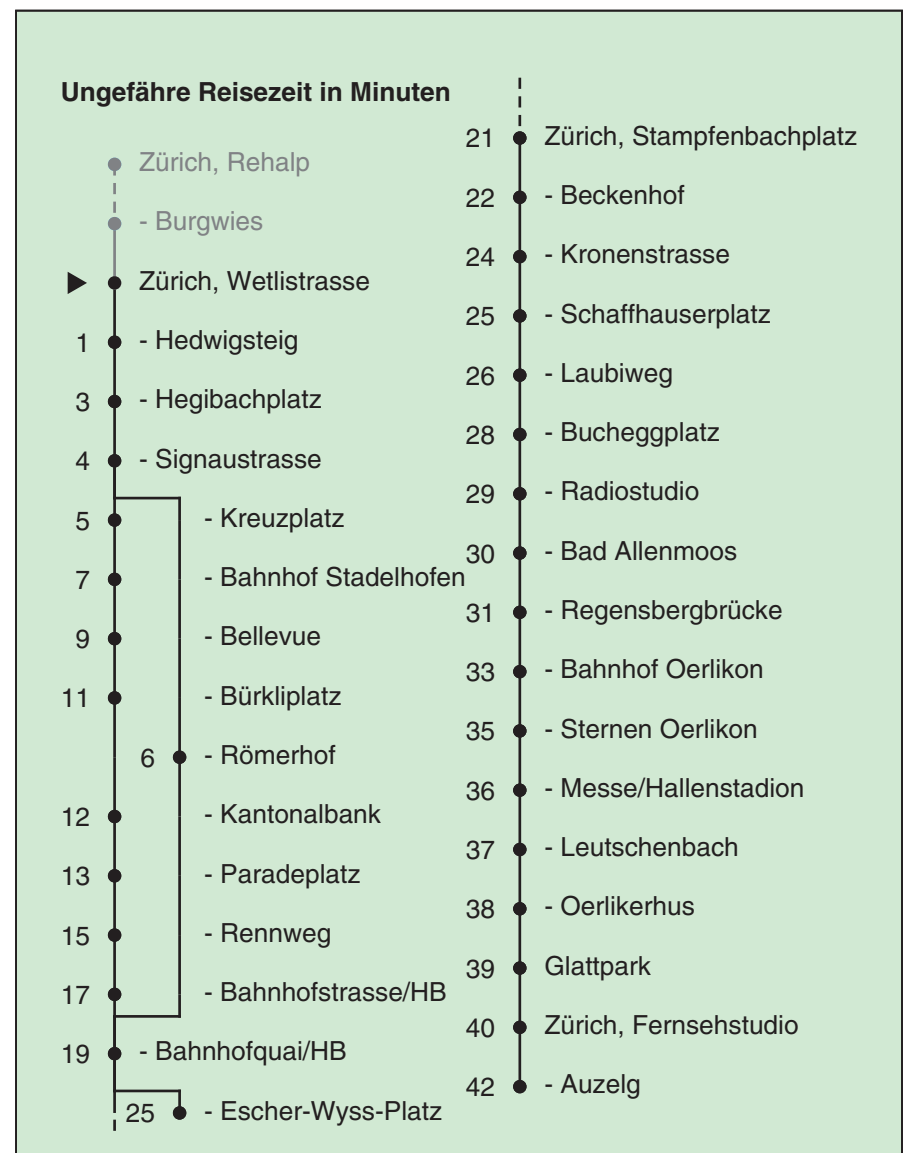 Ungefähre Reisezeit in Minuten
Zürich, Rehalp
- Burgwies
Zürich, Wetlistrasse
1 - Hedwigsteig
3 - Hegibachplatz
4 - Signaustrasse
5 - Kreuzplatz
7 - Bahnhof Stadelhofen
9 - Bellevue
11 - Bürkliplatz
6 - Römerhof
12 - Kantonalbank
13 - Paradeplatz
15 - Rennweg
17 - Bahnhofstrasse/HB
19 - Bahnhofquai/HB
25 - Escher-Wyss-Platz
21 Zürich, Stampfenbachplatz
22 - Beckenhof
24 - Kronenstrasse
25 - Schaffhauserplatz
26 - Laubiweg
28 - Bucheggplatz
29 - Radiostudio
30 - Bad Allenmoos
31 - Regensbergbrücke
33 - Bahnhof Oerlikon
35 - Sternen Oerlikon
36 - Messe/Hallenstadion
37 - Leutschenbach
38 - Oerlikerhus
39 Glattpark
40 Zürich, Fernsehstudio
42 - Auzelg